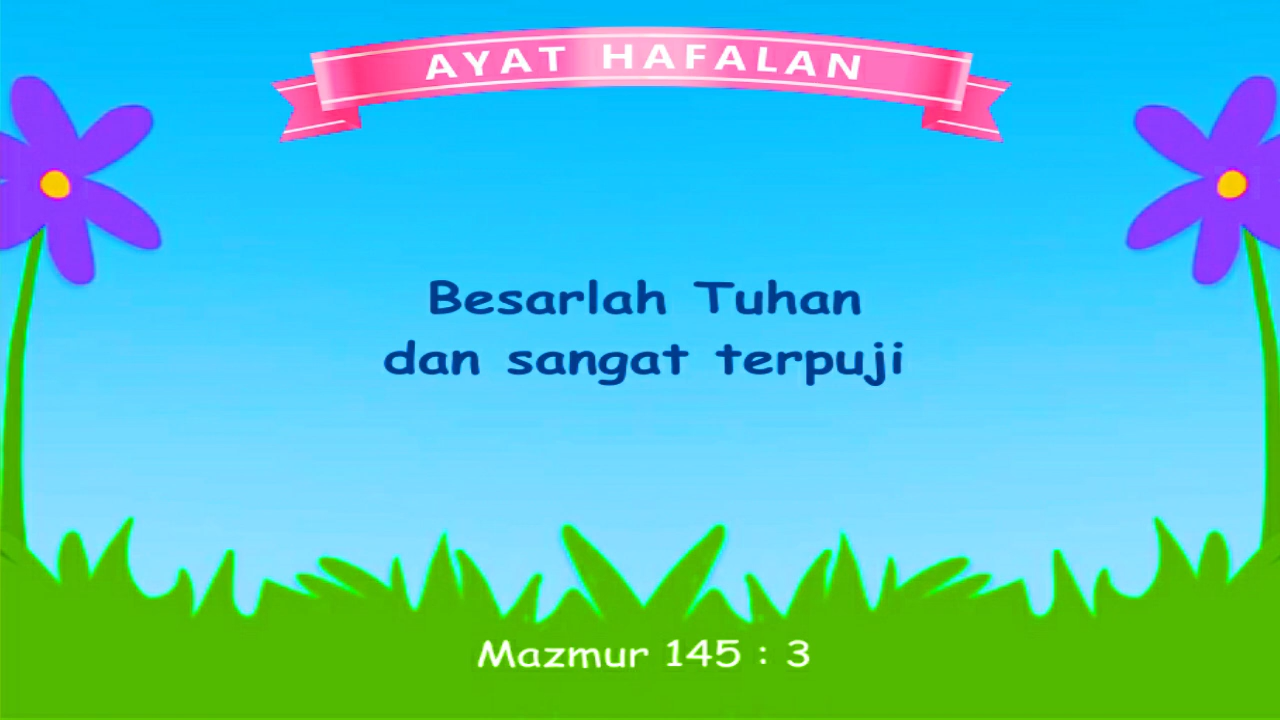 AYAT HAFALAN
Besarlah Tuhan
dan sangat terpuji
Mazmur 145 : 3